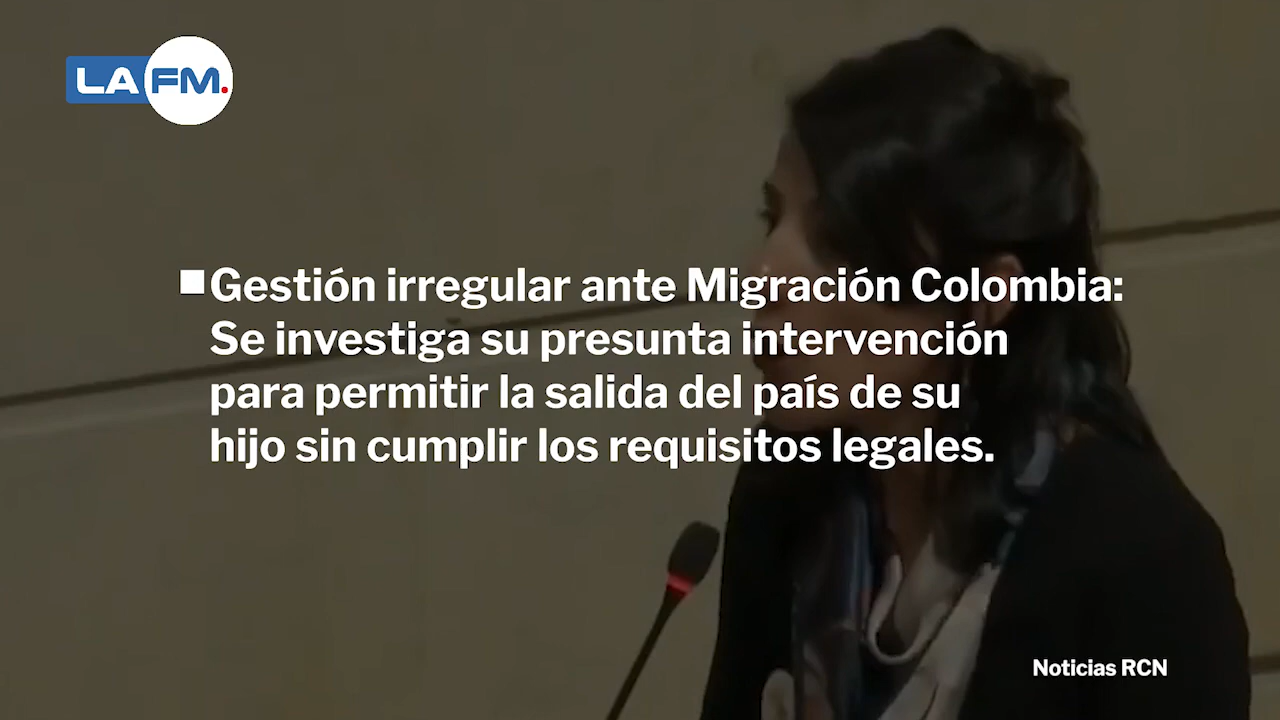 LA FM.
Gestión irregular ante Migración Colombia:
Se investiga su presunta intervención
para permitir la salida del país de su
hijo sin cumplir los requisitos legales.
Noticias RCN